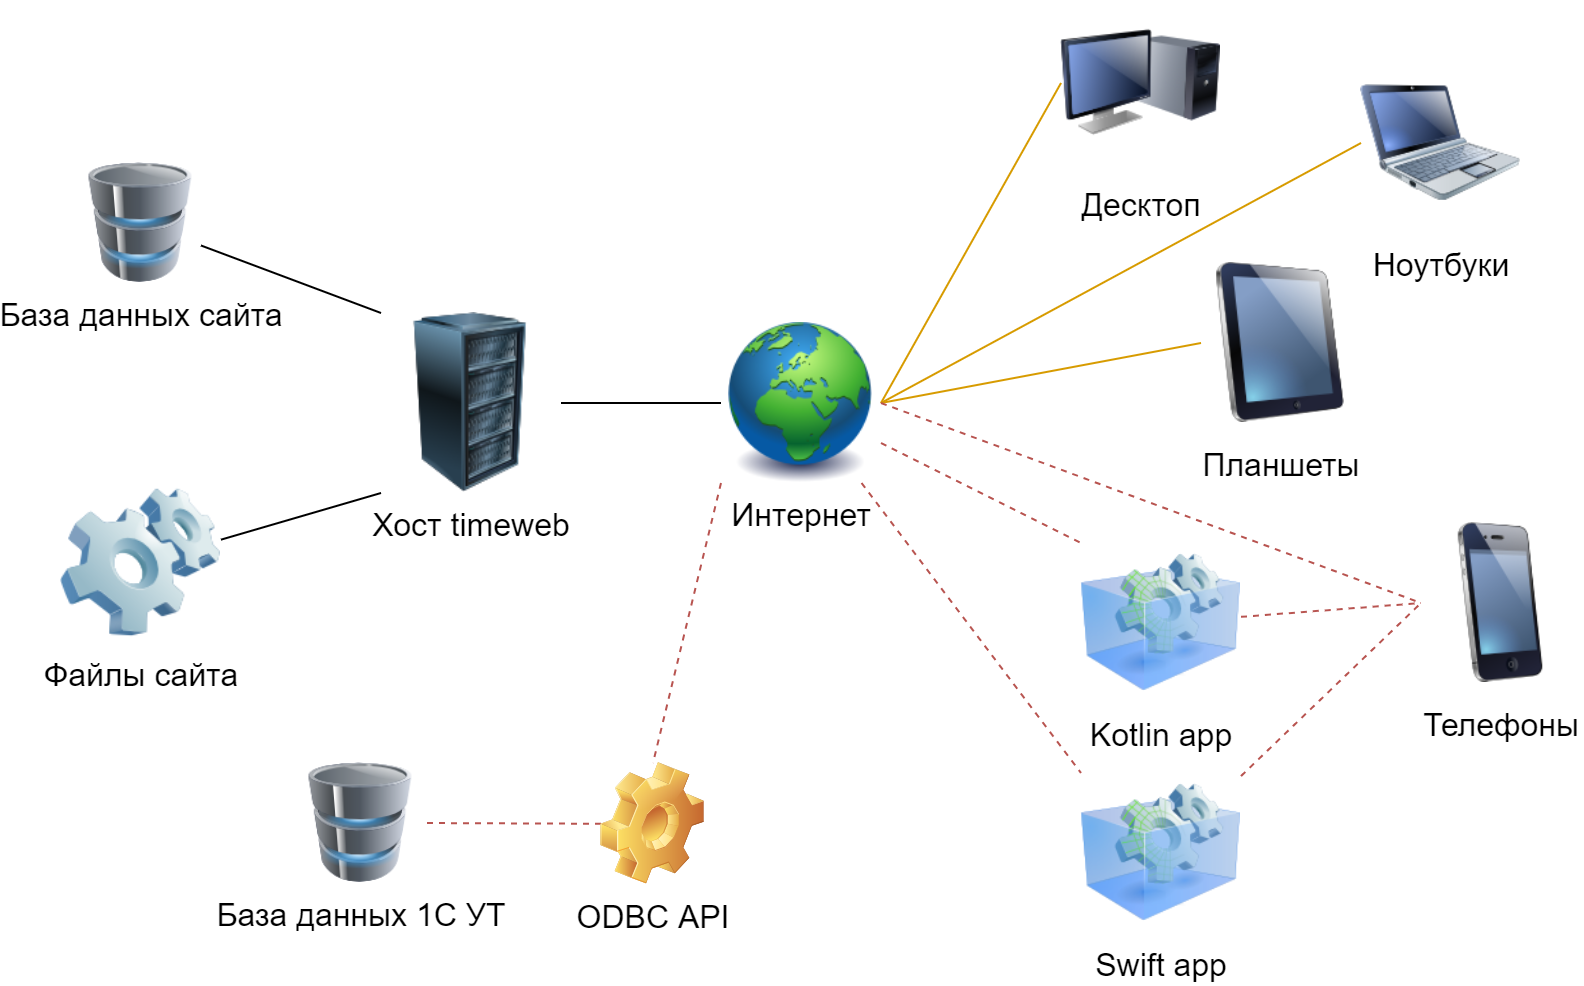 Десктоп
Ноутбуки
База данных сайта
Планшеты
Хост timeweb
Интернет
Файлы сайта
Kotlin app
Телефоны
База данных 1С УТ
ODBC API
Swift app